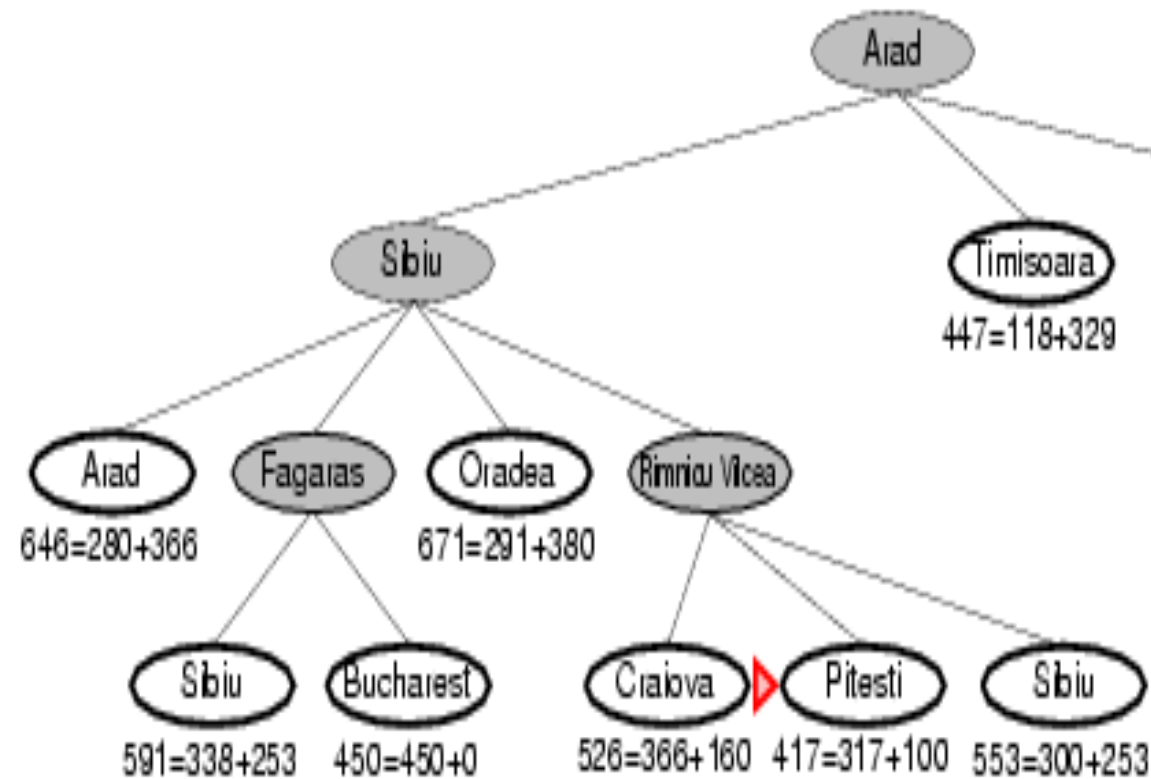 Arad
Sibiu
Timisoara
447=118+329
Arad
Fagaras
Oradea
Rimnicu Vilcea
646=280+366
671=291+380
Sibiu
Bucharest
Craiova
Pitesti
Sibiu
591=338+253
450=450+0
526=366+160
417=317+100
553=300+253